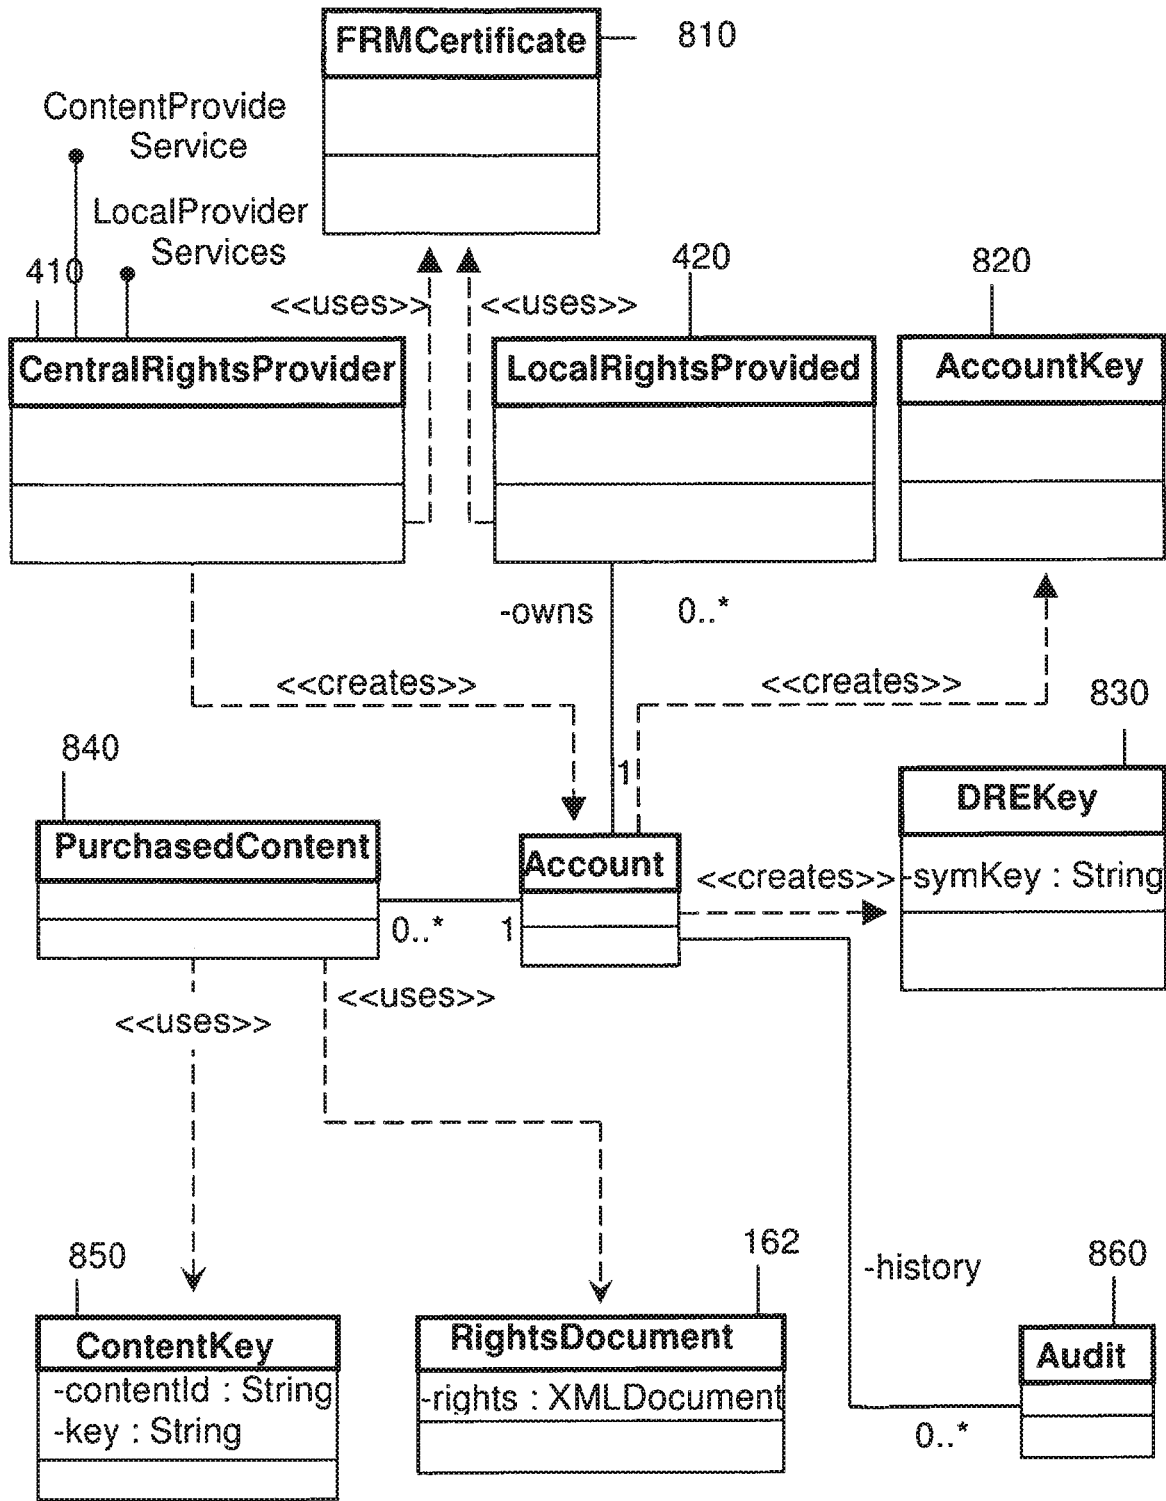 FRMCertificate
810
ContentProvide
Service
LocalProvider
Services
410
<<uses>>
<<uses>>
420
820
CentralRightsProvider
LocalRightsProvided
AccountKey
-owns
0..*
<<creates>>
<<creates>>
830
840
1
DREKey
PurchasedContent
Account
<<creates>>
-symKey : String
0..*
1
<<uses>>
<<uses>>
850
162
-history
860
ContentKey
RightsDocument
Audit
-contentId : String
-rights : XMLDocument
-key : String
0..*